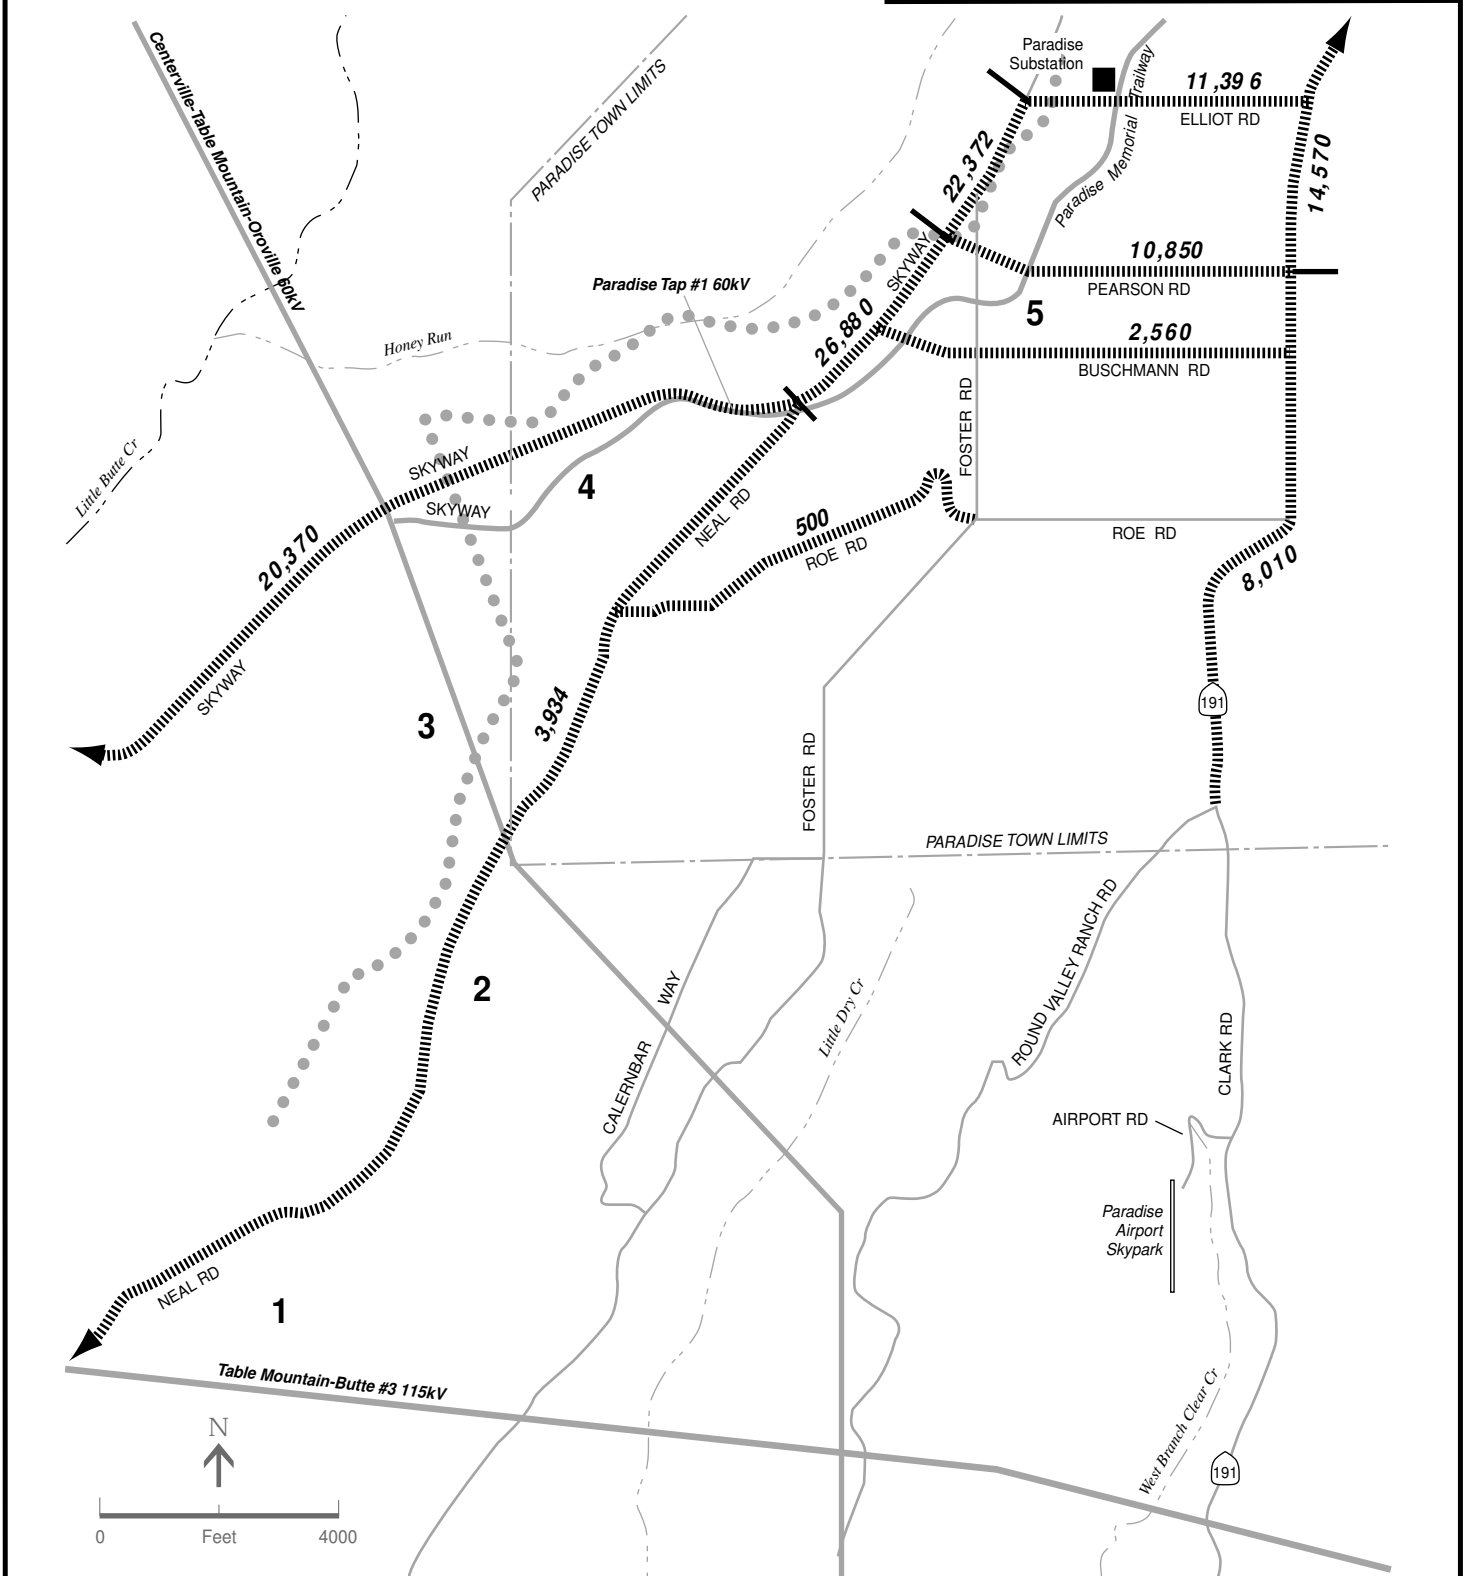 Centerville-Table Mountain-Oroville 60kV
PARADISE TOWN LIMITS
Paradise
Substation
Paradise Memorial Trailway
11,39 6
ELLIOT RD
22,372
14,570
SKYWAY
10,850
PEARSON RD
5
Paradise Tap #1 60kV
26,88 0
2,560
BUSCHMANN RD
Honey Run
Little Butte Cr
FOSTER RD
SKYWAY
SKYWAY
4
NEAL RD
500
ROE RD
ROE RD
20,370
8,010
SKYWAY
191
3
3,934
FOSTER RD
PARADISE TOWN LIMITS
2
CALERNBAR WAY
Little Dry Cr
ROUND VALLEY RANCH RD
CLARK RD
AIRPORT RD
Paradise
Airport
Skypark
NEAL RD
1
Table Mountain-Butte #3 115kV
West Branch Clear Cr
191
N
0 Feet 4000